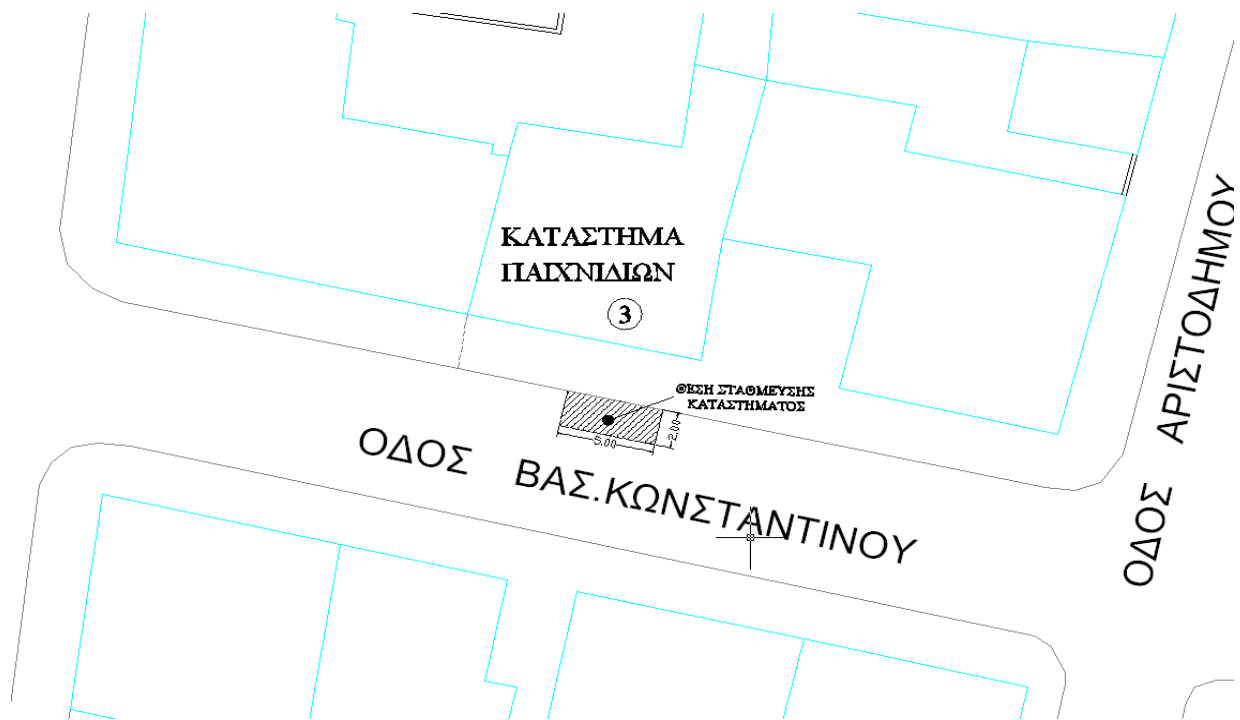 ΚΑΤΑΣΤΗΜΑ
ΠΑΙΧΝΙΔΙΩΝ
3
ΘΕΣΗ ΣΤΑΘΜΕΥΣΗΣ
ΚΑΤΑΣΤΗΜΑΤΟΣ
5.00
2.00
ΟΔΟΣ ΒΑΣ.ΚΩΝΣΤΑΝΤΙΝΟΥ
ΟΔΟΣ ΑΡΙΣΤΟΔΗΜΟΥ